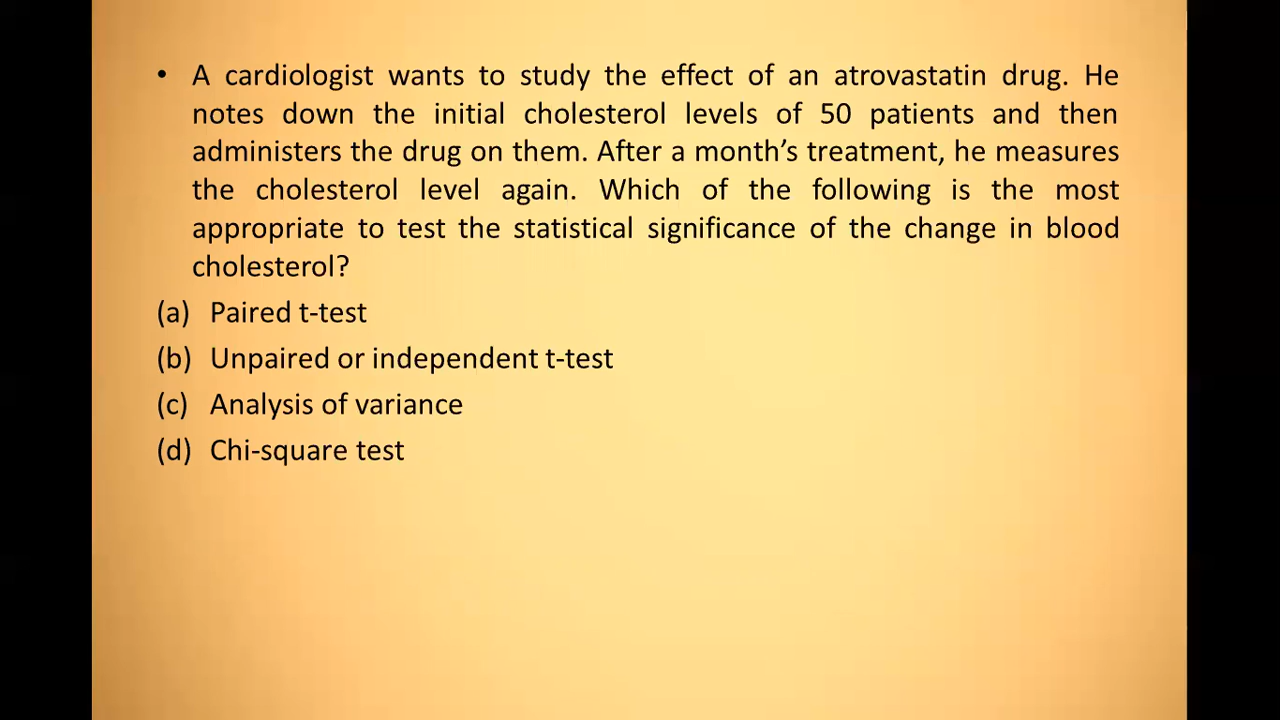 • A cardiologist wants to study the effect of an atrovastatin drug. He
notes down the initial cholesterol levels of 50 patients and then
administers the drug on them. After a month’s treatment, he measures
the cholesterol level again. Which of the following is the most
appropriate to test the statistical significance of the change in blood
cholesterol?
(a) Paired t-test
(b) Unpaired or independent t-test
(c) Analysis of variance
(d) Chi-square test